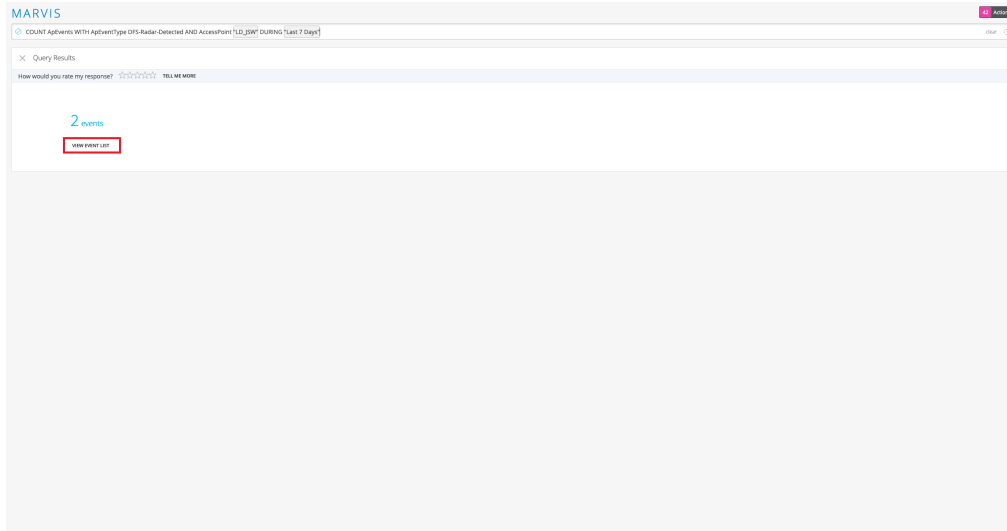 MARVIS
42 Action
COUNT ApEvents WITH ApEventType DFS-Radar-Detected AND AccessPoint "LD_JSW" DURING "Last 7 Days"
clear
Query Results
How would you rate my response? TELL ME MORE
2 events
VIEW EVENT LIST